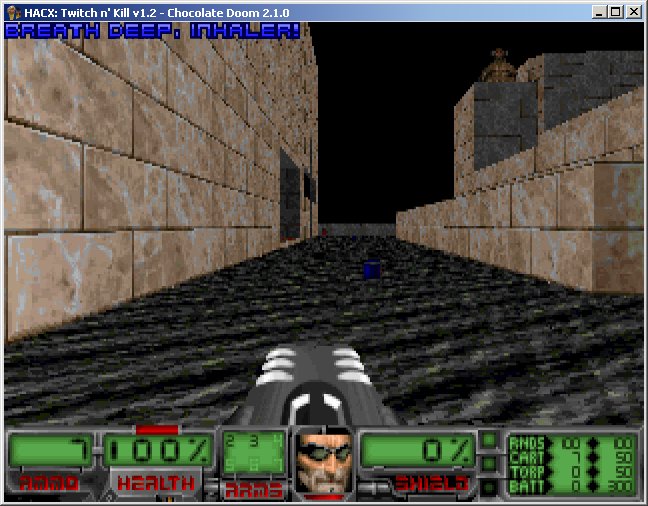 HACX: Twitch n' Kill v1.2 - Chocolate Doom 2.1.0
BREATH DEEP, INHALER!
7 100% 2 3 4 0% RNDS 00 00
5 6 7 CART 7 50
TORP 0 50
AMMO HEALTH ARMS SHIELD BATT 0 300